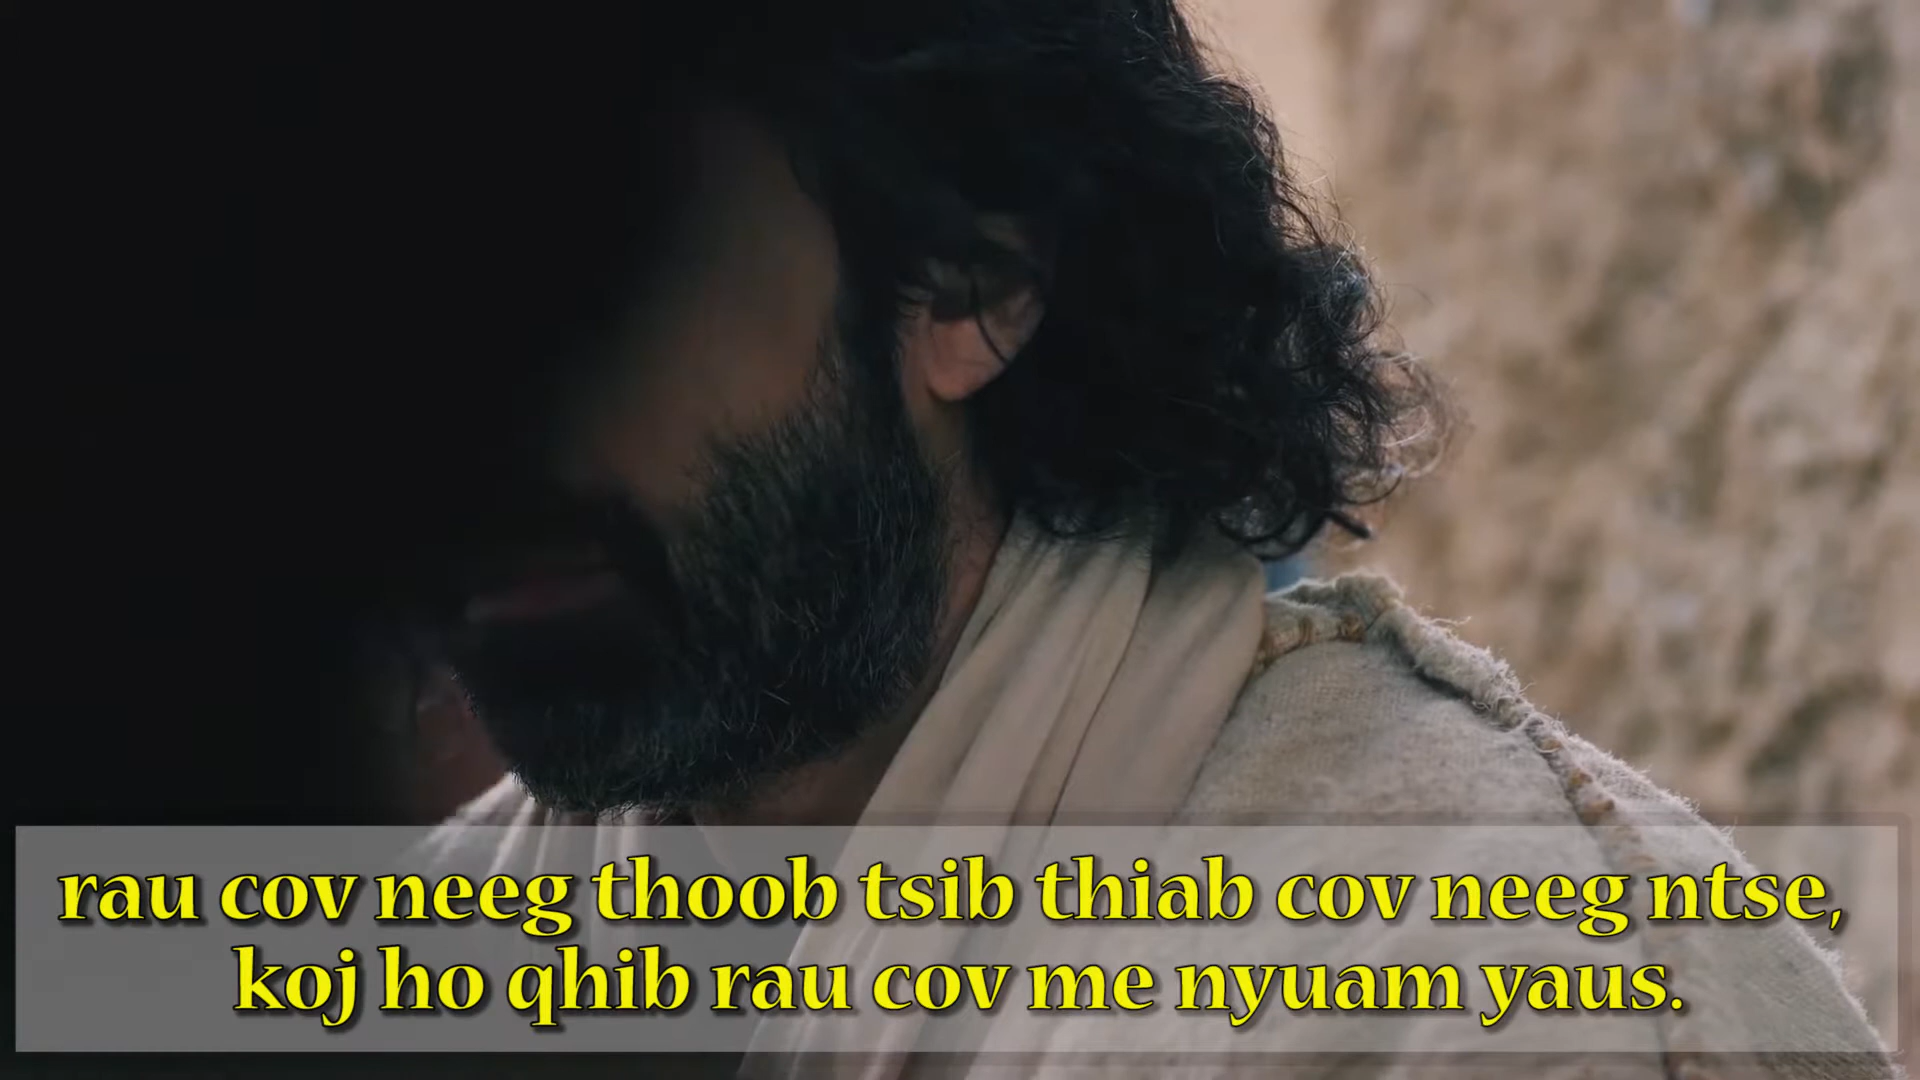 rau cov neeg thoob tsib thiab cov neeg ntse,
koj ho qhib rau cov me nyuam yaus.